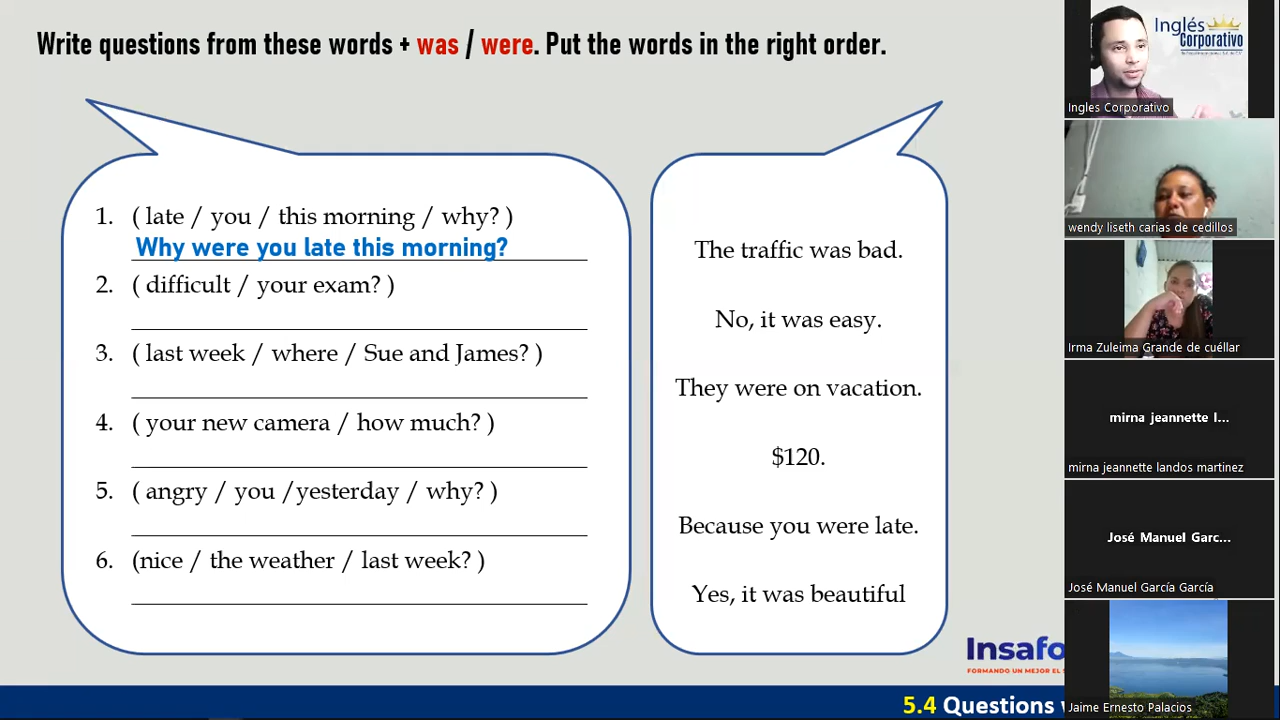 Write questions from these words + was / were. Put the words in the right order.
1. ( late / you / this morning / why? )
Why were you late this morning?
2. ( difficult / your exam? )
3. ( last week / where / Sue and James? )
4. ( your new camera / how much? )
5. ( angry / you /yesterday / why? )
6. (nice / the weather / last week? )
The traffic was bad.
No, it was easy.
They were on vacation.
$120.
Because you were late.
Yes, it was beautiful
Insafo
FORMANDO UN MEJOR EL
5.4 Questions
Inglés
Corporativo
Ingles Corporativo
wendy liseth carias de cedillos
Irma Zuleima Grande de cuéllar
mirna jeannette l...
mirna jeannette landos martinez
José Manuel Garc...
José Manuel García García
Jaime Ernesto Palacios